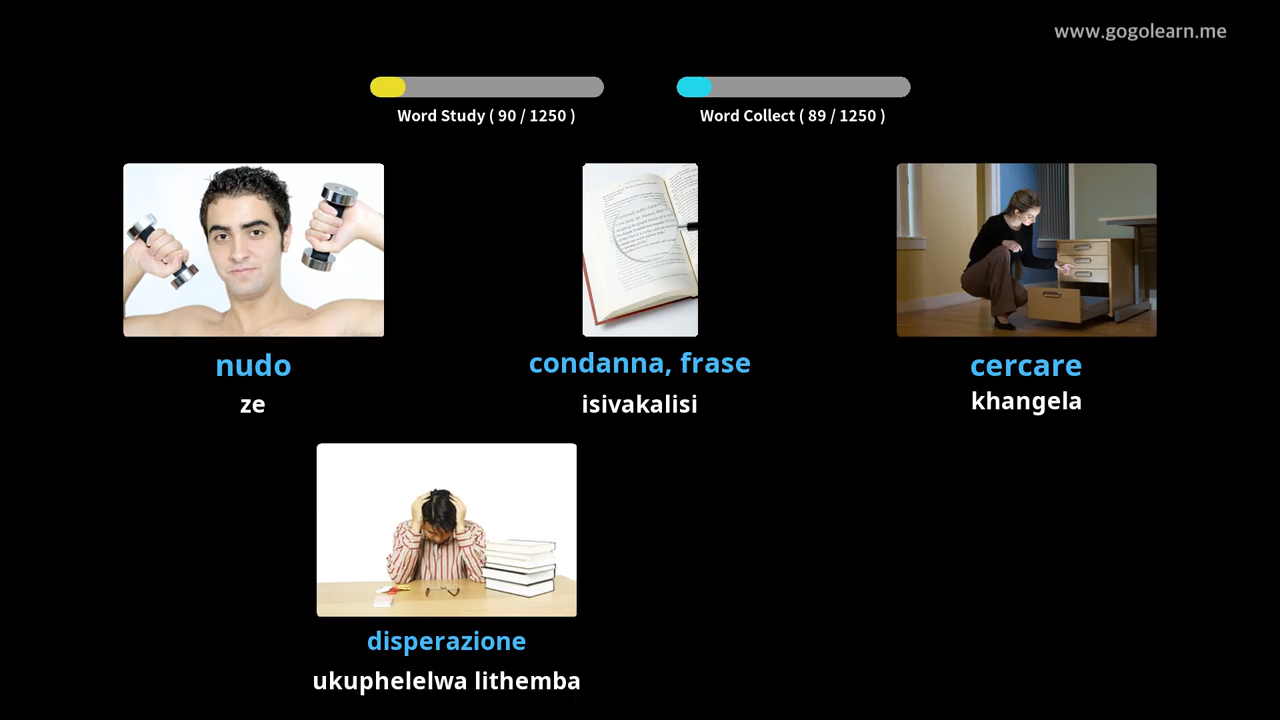 www.gogolearn.me
Word Study ( 90 / 1250 )
Word Collect ( 89 / 1250 )
nudo
ze
condanna, frase
isivakalisi
cercare
khangela
disperazione
ukuphelelwa lithemba